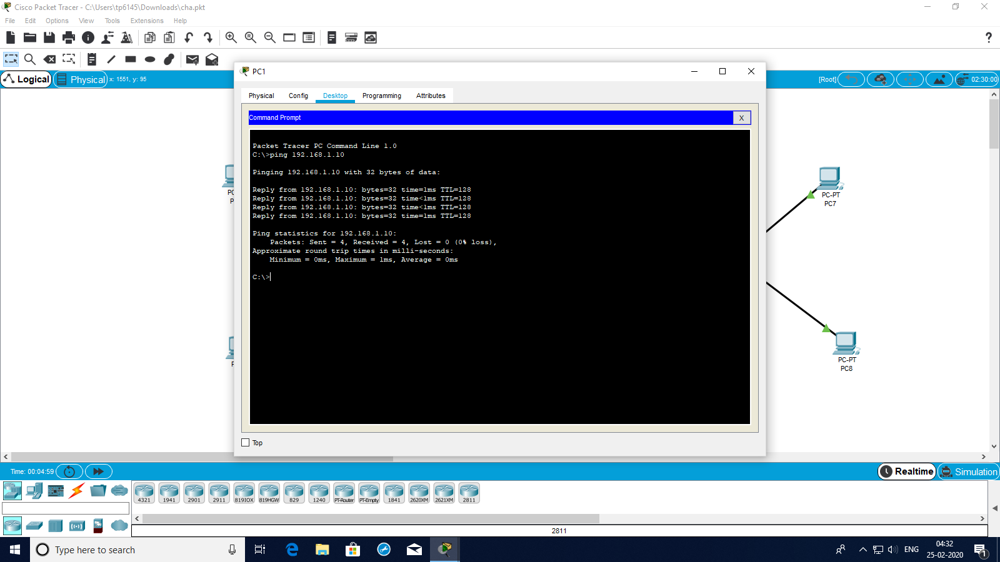 Cisco Packet Tracer - C:\Users\tp6145\Downloads\cha.pkt
File Edit Options View Tools Extensions Help
Logical Physical x: 1551, y: 95
[Root] 02:30:00
PC1
Physical Config Desktop Programming Attributes
Command Prompt X
Packet Tracer PC Command Line 1.0
C:\>ping 192.168.1.10
Pinging 192.168.1.10 with 32 bytes of data:
Reply from 192.168.1.10: bytes=32 time=1ms TTL=128
Reply from 192.168.1.10: bytes=32 time<1ms TTL=128
Reply from 192.168.1.10: bytes=32 time<1ms TTL=128
Reply from 192.168.1.10: bytes=32 time=1ms TTL=128
Ping statistics for 192.168.1.10:
Packets: Sent = 4, Received = 4, Lost = 0 (0% loss),
Approximate round trip times in milli-seconds:
Minimum = 0ms, Maximum = 1ms, Average = 0ms
C:\>
Top
PC
P
P
PC-PT
PC7
PC-PT
PC8
Time: 00:04:59
Realtime Simulation
4321 1941 2901 2911 819IOX 819HGW 829 1240 PT-Router PT-Empty 1841 2620XM 2621XM 2811
2811
Type here to search
ENG
04:32
25-02-2020
1